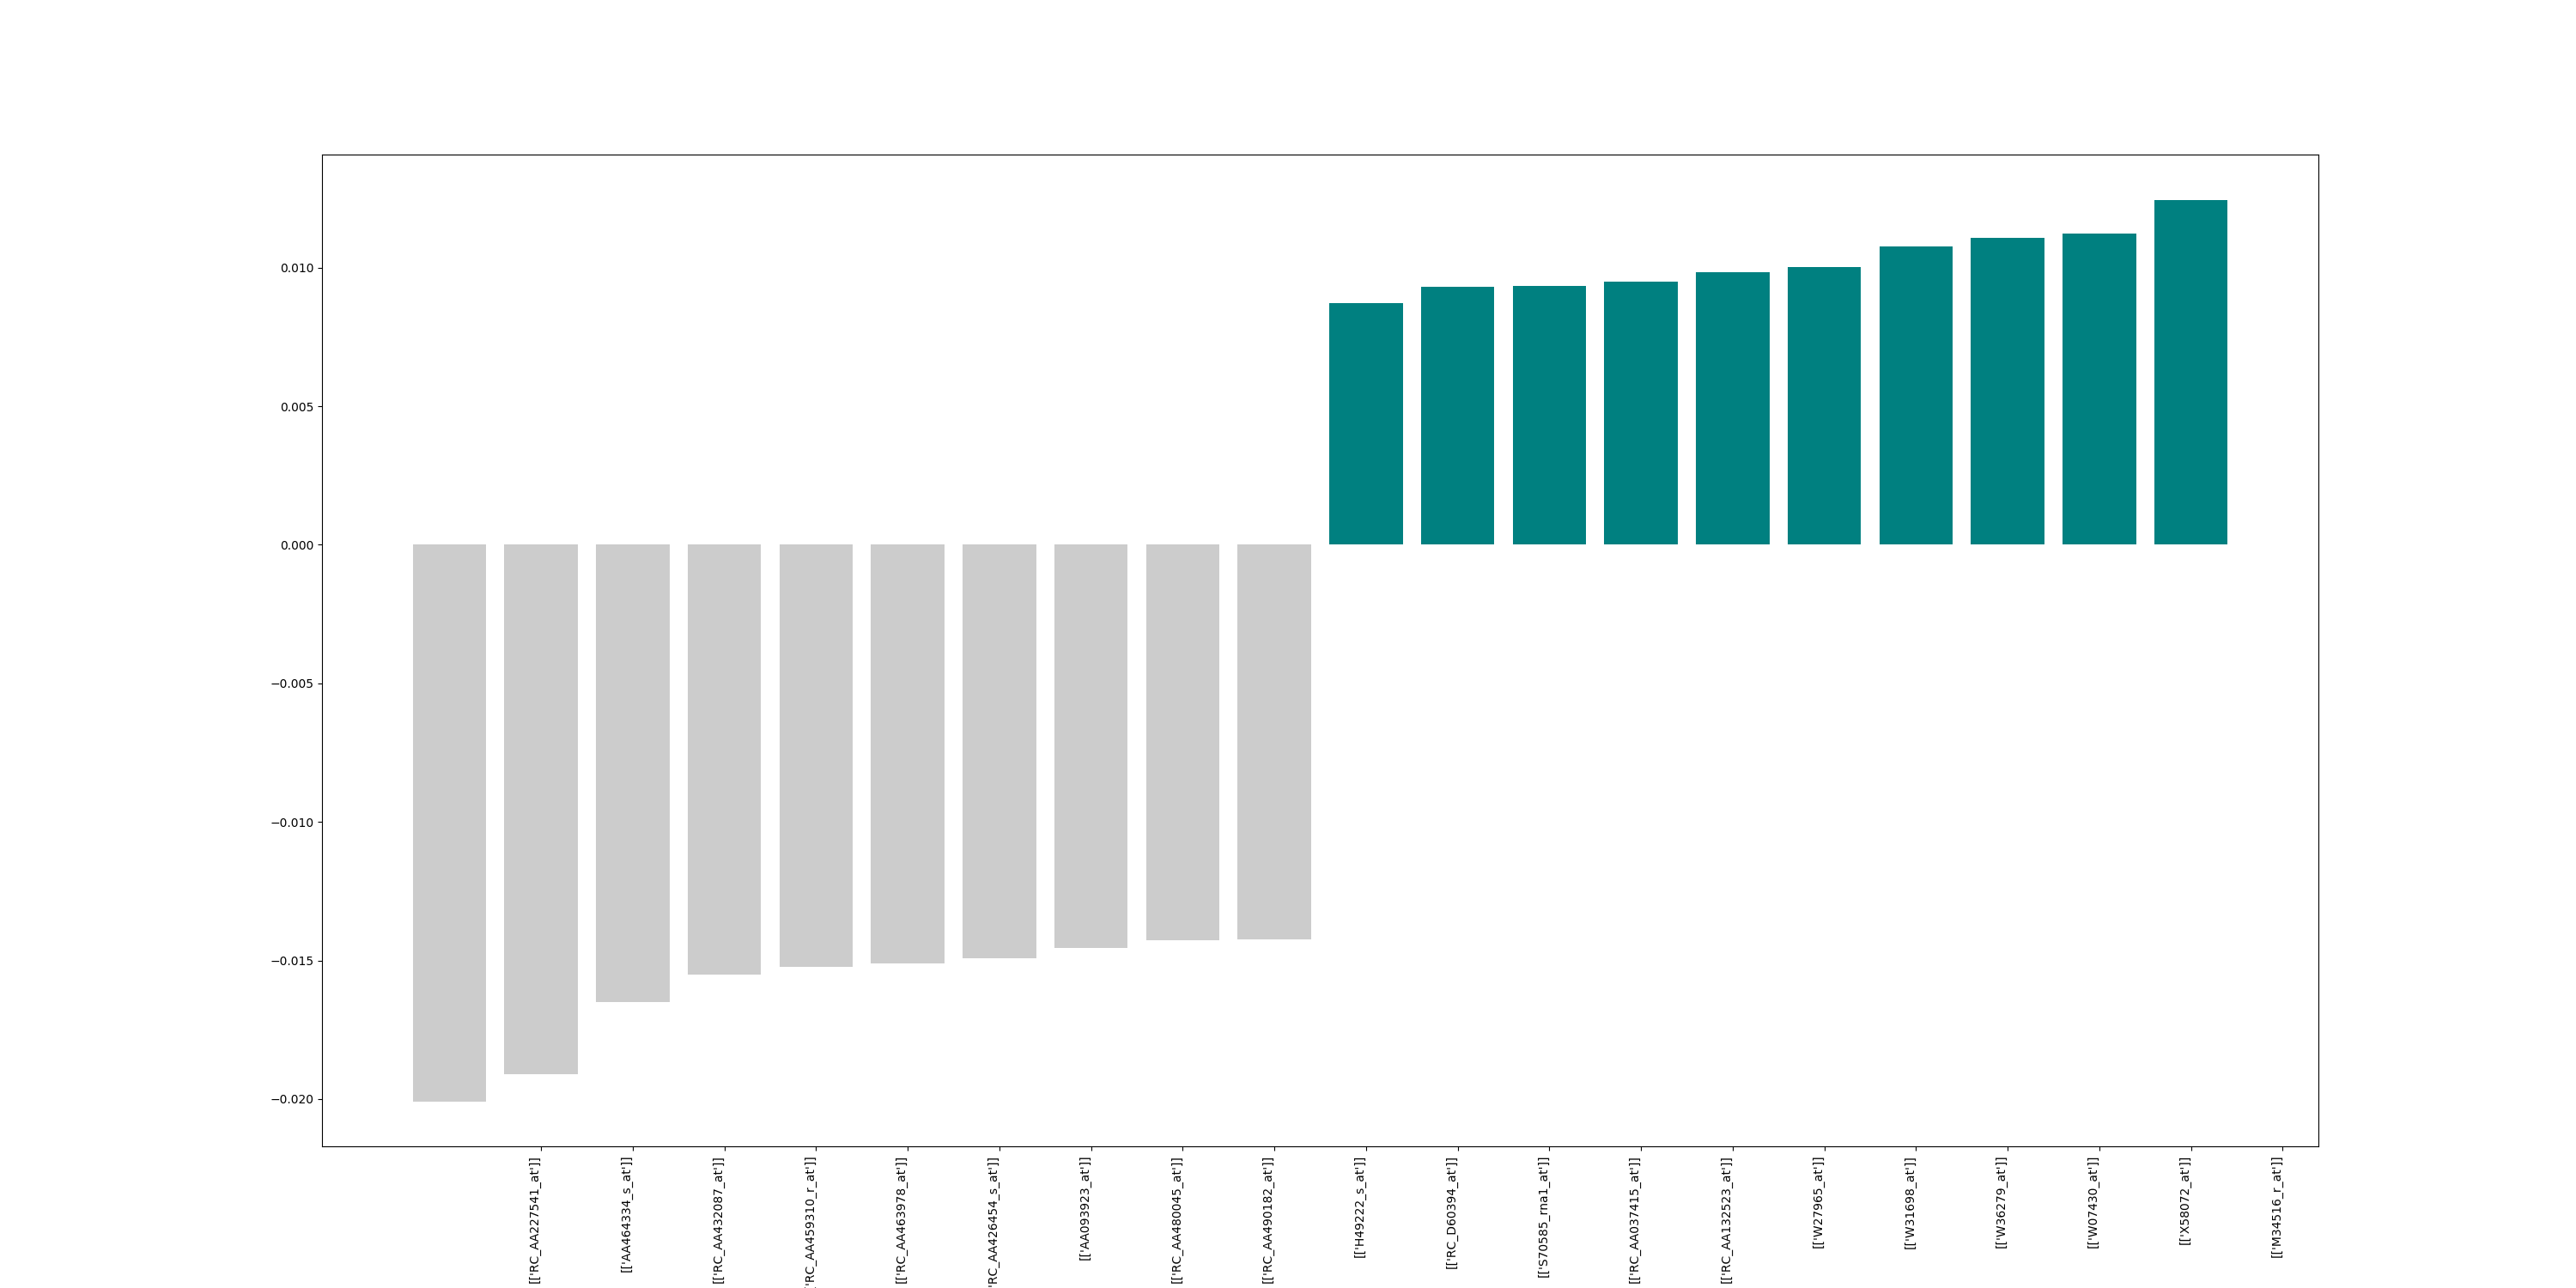 0.010
0.005
0.000
−0.005
−0.010
−0.015
−0.020
[['RC_AA227541_at']]
[['AA464334_s_at']]
[['RC_AA432087_at']]
'RC_AA459310_r_at']]
[['RC_AA463978_at']]
'RC_AA426454_s_at']]
[['AA093923_at']]
[['RC_AA480045_at']]
[['RC_AA490182_at']]
[['H49222_s_at']]
[['RC_D60394_at']]
[['S70585_rna1_at']]
[['RC_AA037415_at']]
[['RC_AA132523_at']]
[['W27965_at']]
[['W31698_at']]
[['W36279_at']]
[['W07430_at']]
[['X58072_at']]
[['M34516_r_at']]